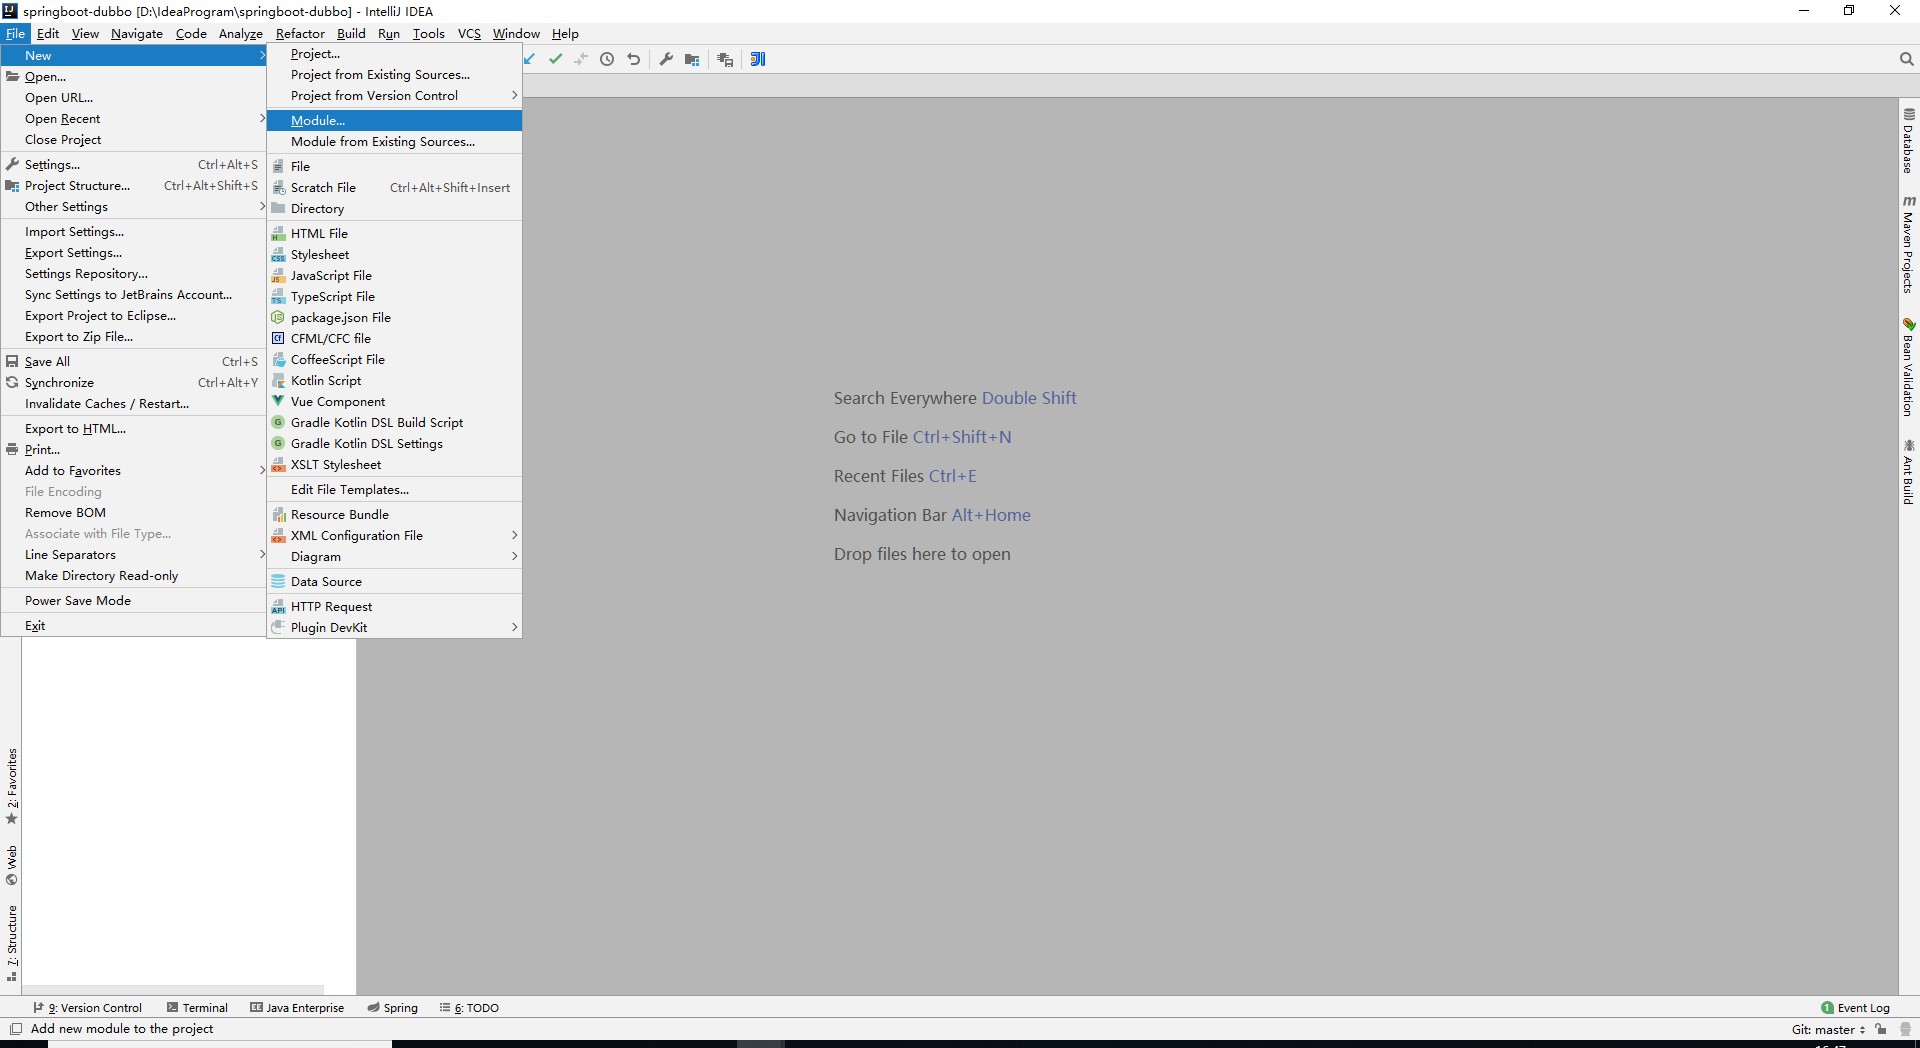 springboot-dubbo [D:\IdeaProgram\springboot-dubbo] - IntelliJ IDEA
File Edit View Navigate Code Analyze Refactor Build Run Tools VCS Window Help
New
Open...
Open URL...
Open Recent
Close Project
Settings... Ctrl+Alt+S
Project Structure... Ctrl+Alt+Shift+S
Other Settings
Import Settings...
Export Settings...
Settings Repository...
Sync Settings to JetBrains Account...
Export Project to Eclipse...
Export to Zip File...
Save All Ctrl+S
Synchronize Ctrl+Alt+Y
Invalidate Caches / Restart...
Export to HTML...
Print...
Add to Favorites
File Encoding
Remove BOM
Associate with File Type...
Line Separators
Make Directory Read-only
Power Save Mode
Exit
Project...
Project from Existing Sources...
Project from Version Control
Module...
Module from Existing Sources...
File
Scratch File Ctrl+Alt+Shift+Insert
Directory
HTML File
Stylesheet
JavaScript File
TypeScript File
package.json File
CFML/CFC file
CoffeeScript File
Kotlin Script
Vue Component
Gradle Kotlin DSL Build Script
Gradle Kotlin DSL Settings
XSLT Stylesheet
Edit File Templates...
Resource Bundle
XML Configuration File
Diagram
Data Source
HTTP Request
Plugin DevKit
Search Everywhere Double Shift
Go to File Ctrl+Shift+N
Recent Files Ctrl+E
Navigation Bar Alt+Home
Drop files here to open
Database
Maven Projects
Bean Validation
Ant Build
2: Favorites
Web
7: Structure
9: Version Control Terminal Java Enterprise Spring 6: TODO
1 Event Log
Add new module to the project
Git: master